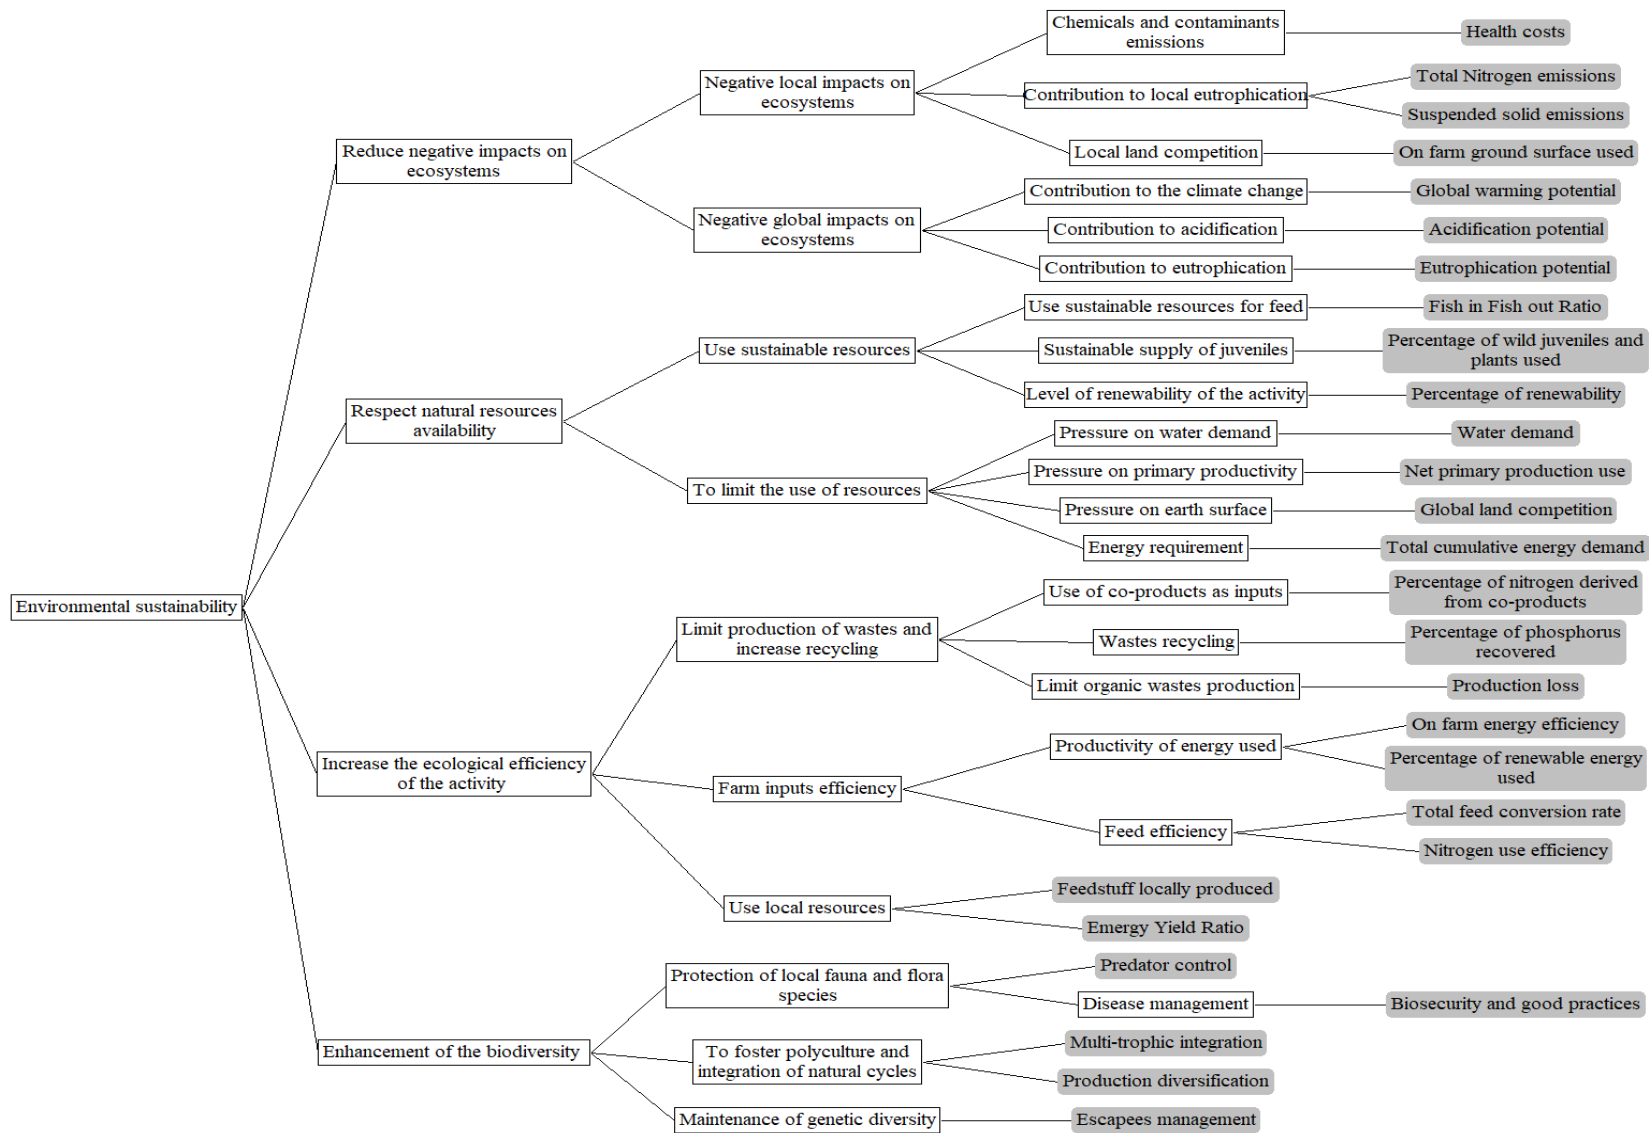 Environmental sustainability
Reduce negative impacts on
ecosystems
Negative local impacts on
ecosystems
Chemicals and contaminants
emissions
Health costs
Contribution to local eutrophication
Total Nitrogen emissions
Suspended solid emissions
Local land competition
On farm ground surface used
Negative global impacts on
ecosystems
Contribution to the climate change
Global warming potential
Contribution to acidification
Acidification potential
Contribution to eutrophication
Eutrophication potential
Respect natural resources
availability
Use sustainable resources
Use sustainable resources for feed
Fish in Fish out Ratio
Sustainable supply of juveniles
Percentage of wild juveniles and
plants used
Level of renewability of the activity
Percentage of renewability
To limit the use of resources
Pressure on water demand
Water demand
Pressure on primary productivity
Net primary production use
Pressure on earth surface
Global land competition
Energy requirement
Total cumulative energy demand
Increase the ecological efficiency
of the activity
Limit production of wastes and
increase recycling
Use of co-products as inputs
Percentage of nitrogen derived
from co-products
Wastes recycling
Percentage of phosphorus
recovered
Limit organic wastes production
Production loss
Farm inputs efficiency
Productivity of energy used
On farm energy efficiency
Percentage of renewable energy
used
Feed efficiency
Total feed conversion rate
Nitrogen use efficiency
Use local resources
Feedstuff locally produced
Emergy Yield Ratio
Enhancement of the biodiversity
Protection of local fauna and flora
species
Predator control
Disease management
Biosecurity and good practices
To foster polyculture and
integration of natural cycles
Multi-trophic integration
Production diversification
Maintenance of genetic diversity
Escapees management